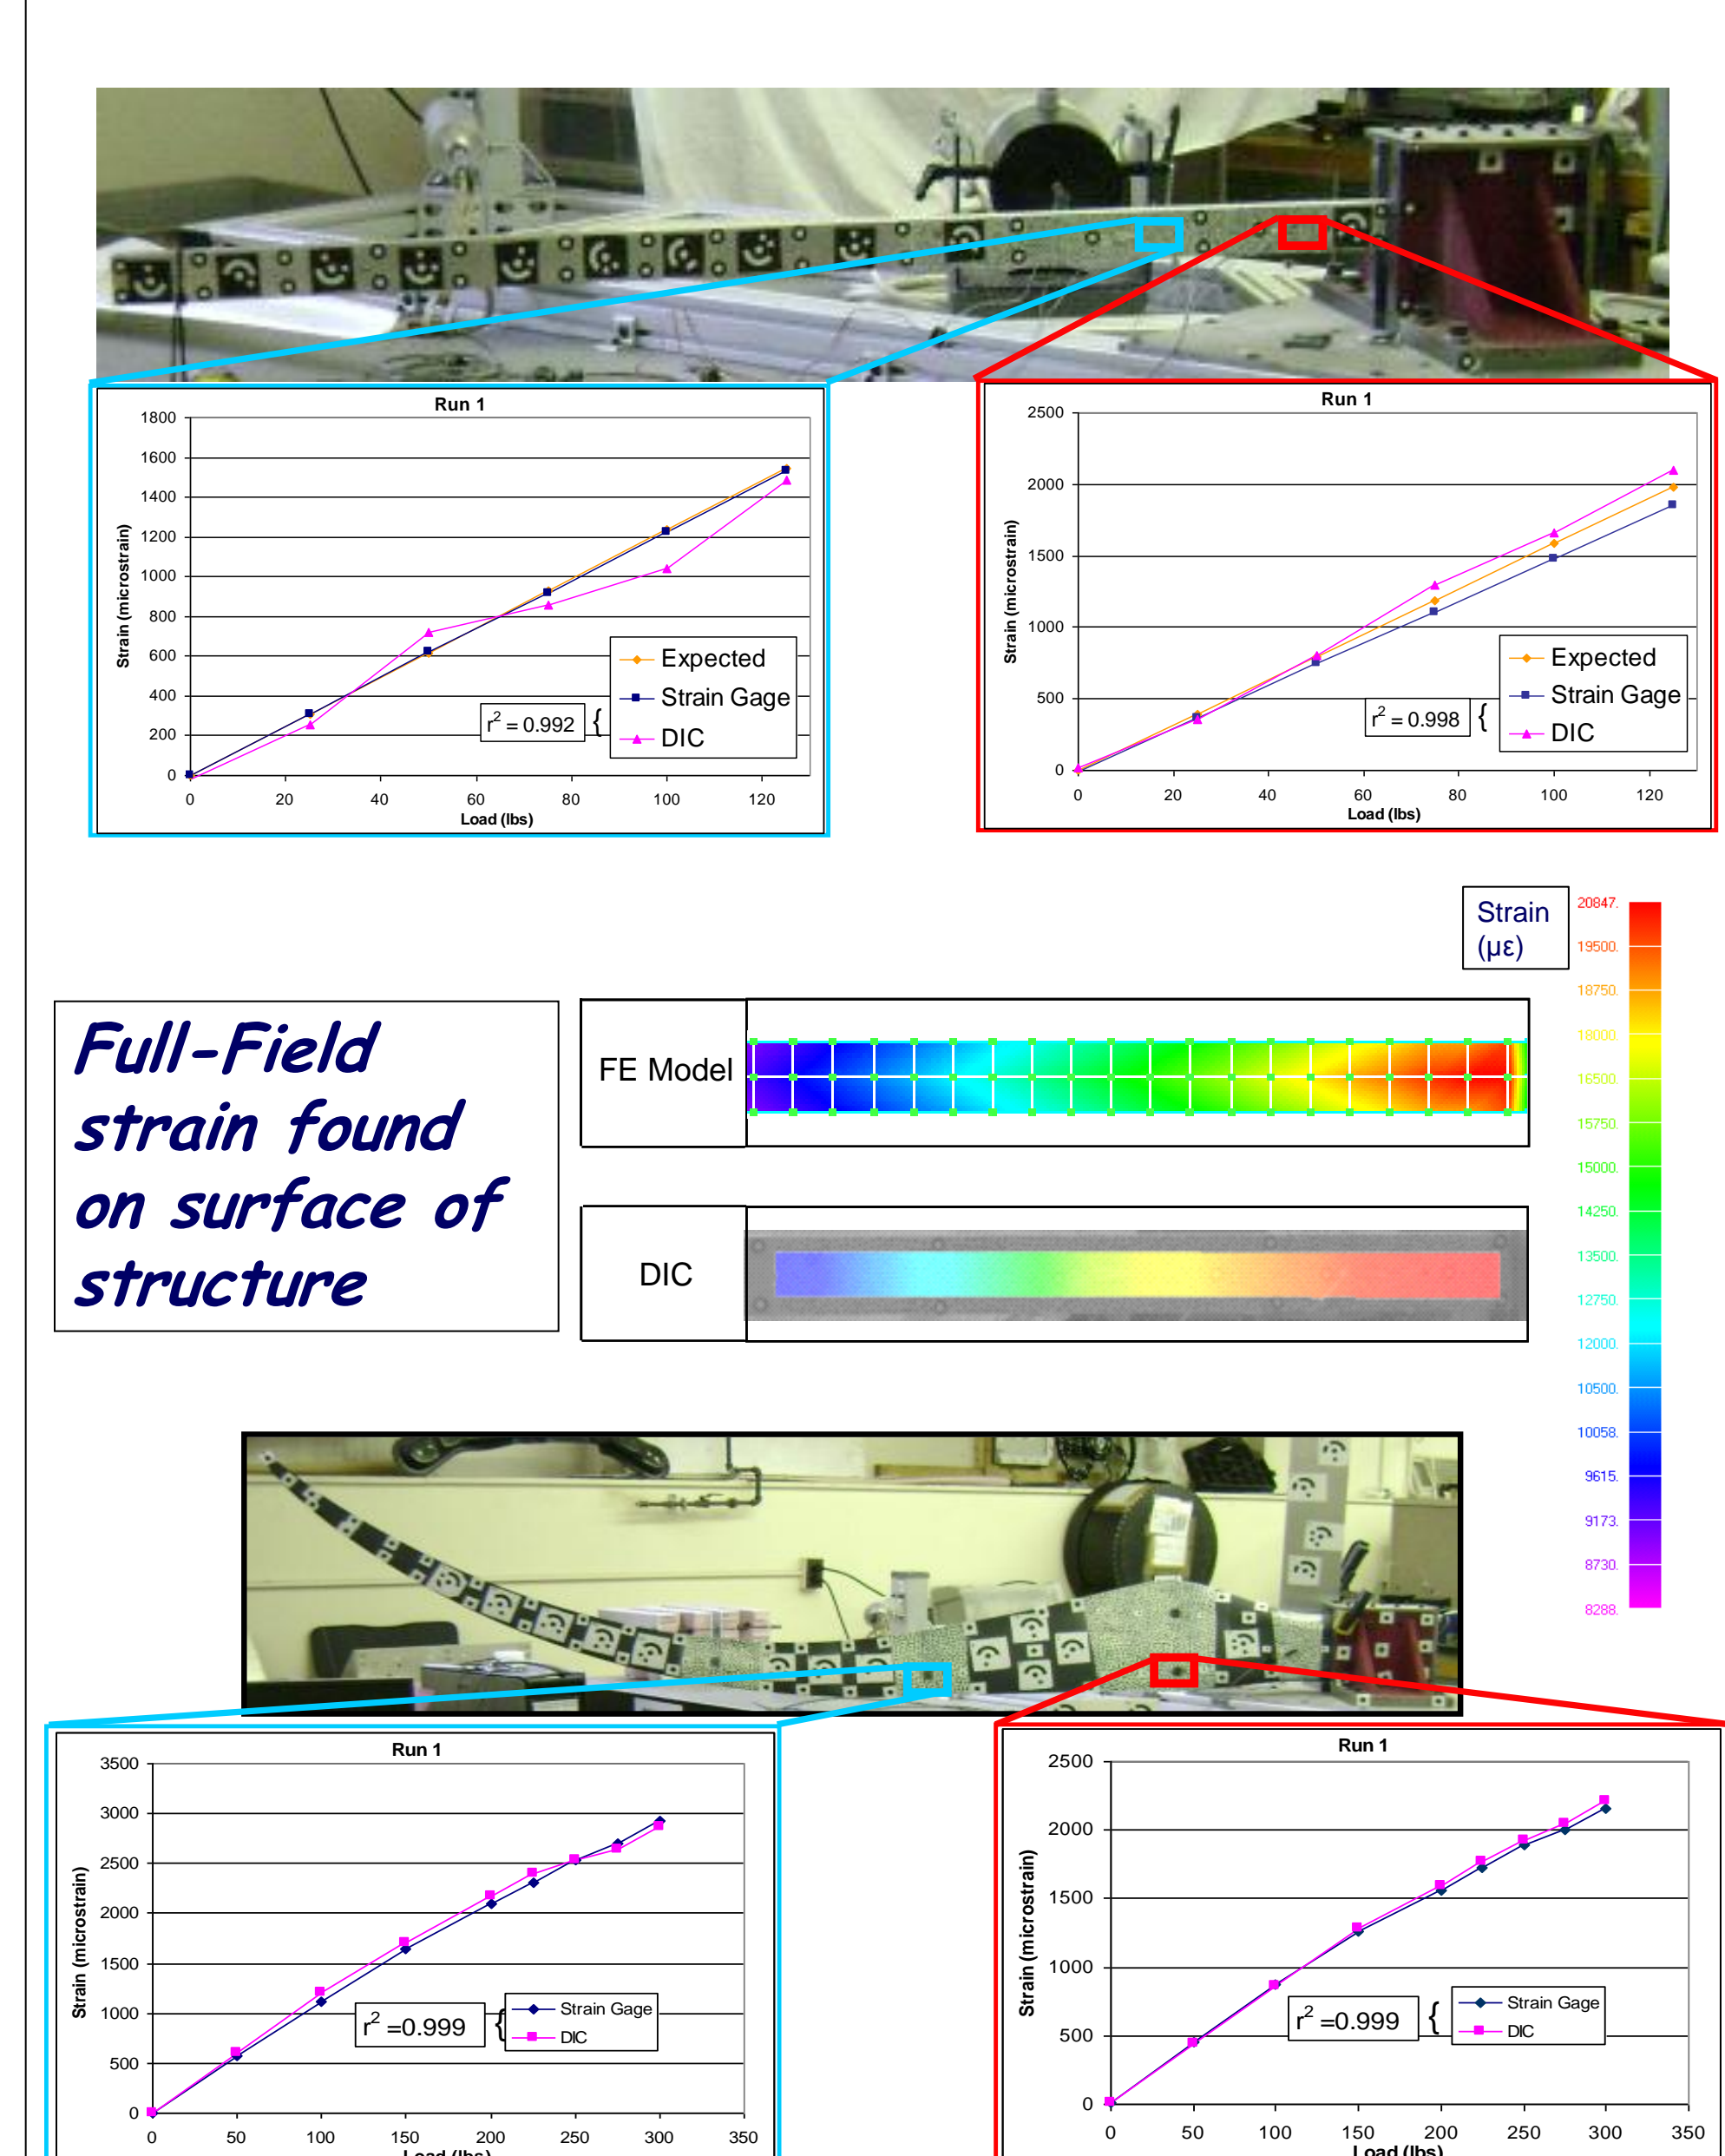 Run 1
1800
1600
1400
1200
1000
800
600
400
200
0
0 20 40 60 80 100 120
Strain (microstrain)
Load (lbs)
Expected
Strain Gage
DIC
r² = 0.992 {
Run 1
2500
2000
1500
1000
500
0
0 20 40 60 80 100 120
Strain (microstrain)
Load (lbs)
Expected
Strain Gage
DIC
r² = 0.998 {
Strain
(με)
20847.
19500.
18750.
18000.
16500.
15750.
15000.
14250.
13500.
12750.
12000.
10500.
10058.
9615.
9173.
8730.
8288.
Full-Field
strain found
on surface of
structure
FE Model
DIC
Run 1
3500
3000
2500
2000
1500
1000
500
0
0 50 100 150 200 250 300 350
Strain (microstrain)
Load (lbs)
r² =0.999 {
Strain Gage
DIC
Run 1
2500
2000
1500
1000
500
0
0 50 100 150 200 250 300 350
Strain (microstrain)
Load (lbs)
r² =0.999 {
Strain Gage
DIC